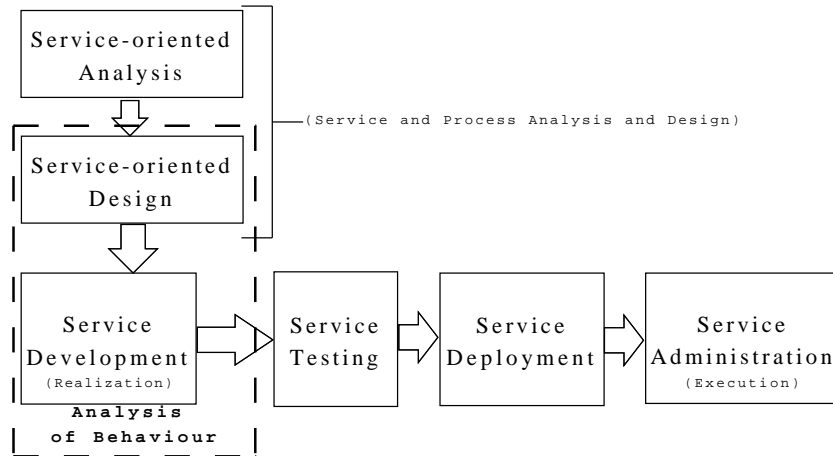 Service-oriented
Analysis
(Service and Process Analysis and Design)
Service-oriented
Design
Service
Development
(Realization)
Service
Testing
Service
Deployment
Service
Administration
(Execution)
Analysis
of Behaviour